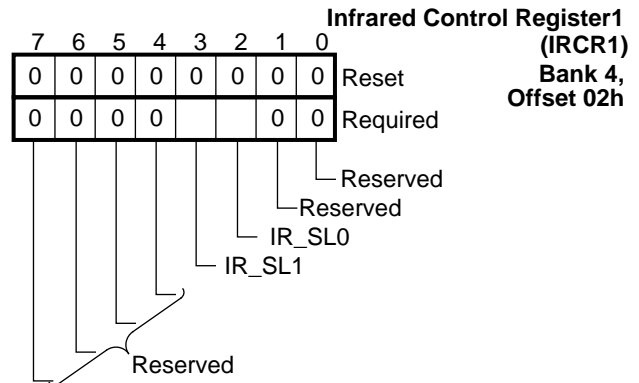 Infrared Control Register1
(IRCR1)
Bank 4,
Offset 02h
7 6 5 4 3 2 1 0
0 0 0 0 0 0 0 0 Reset
0 0 0 0 0 0 Required
Reserved
Reserved
IR_SL0
IR_SL1
Reserved